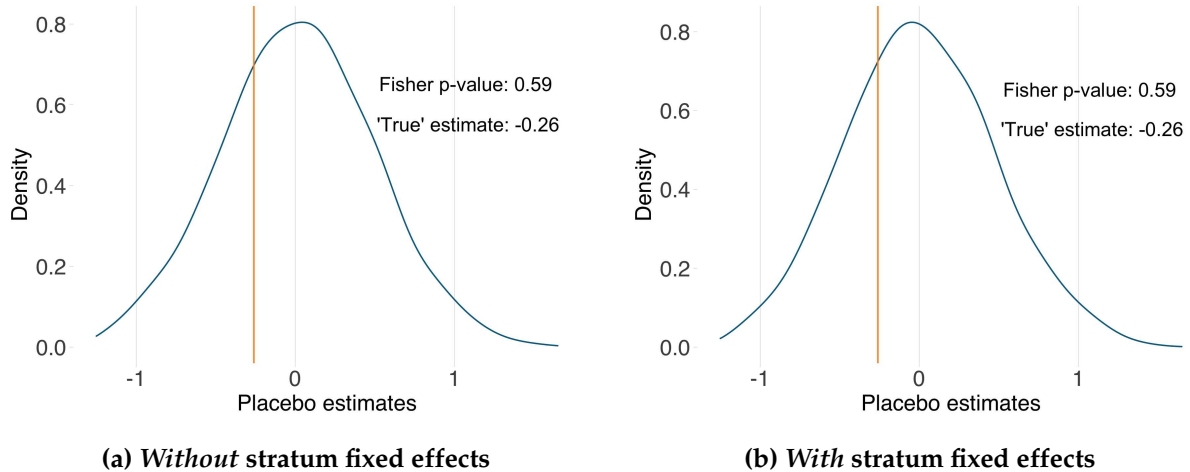 0.8
0.6
0.4
0.2
0.0
Density
Fisher p-value: 0.59
'True' estimate: -0.26
-1 0 1
Placebo estimates
(a) Without stratum fixed effects
0.8
0.6
0.4
0.2
0.0
Density
Fisher p-value: 0.59
'True' estimate: -0.26
-1 0 1
Placebo estimates
(b) With stratum fixed effects